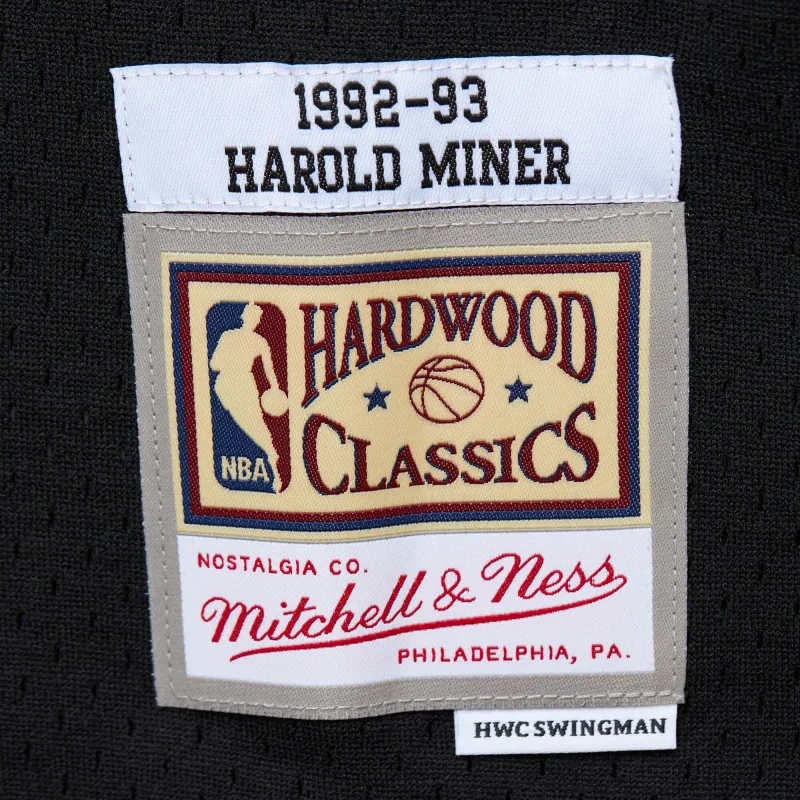 1992-93
HAROLD MINER
HARDWOOD
CLASSICS
NBA
NOSTALGIA CO.
Mitchell & Ness
PHILADELPHIA, PA.
HWC SWINGMAN